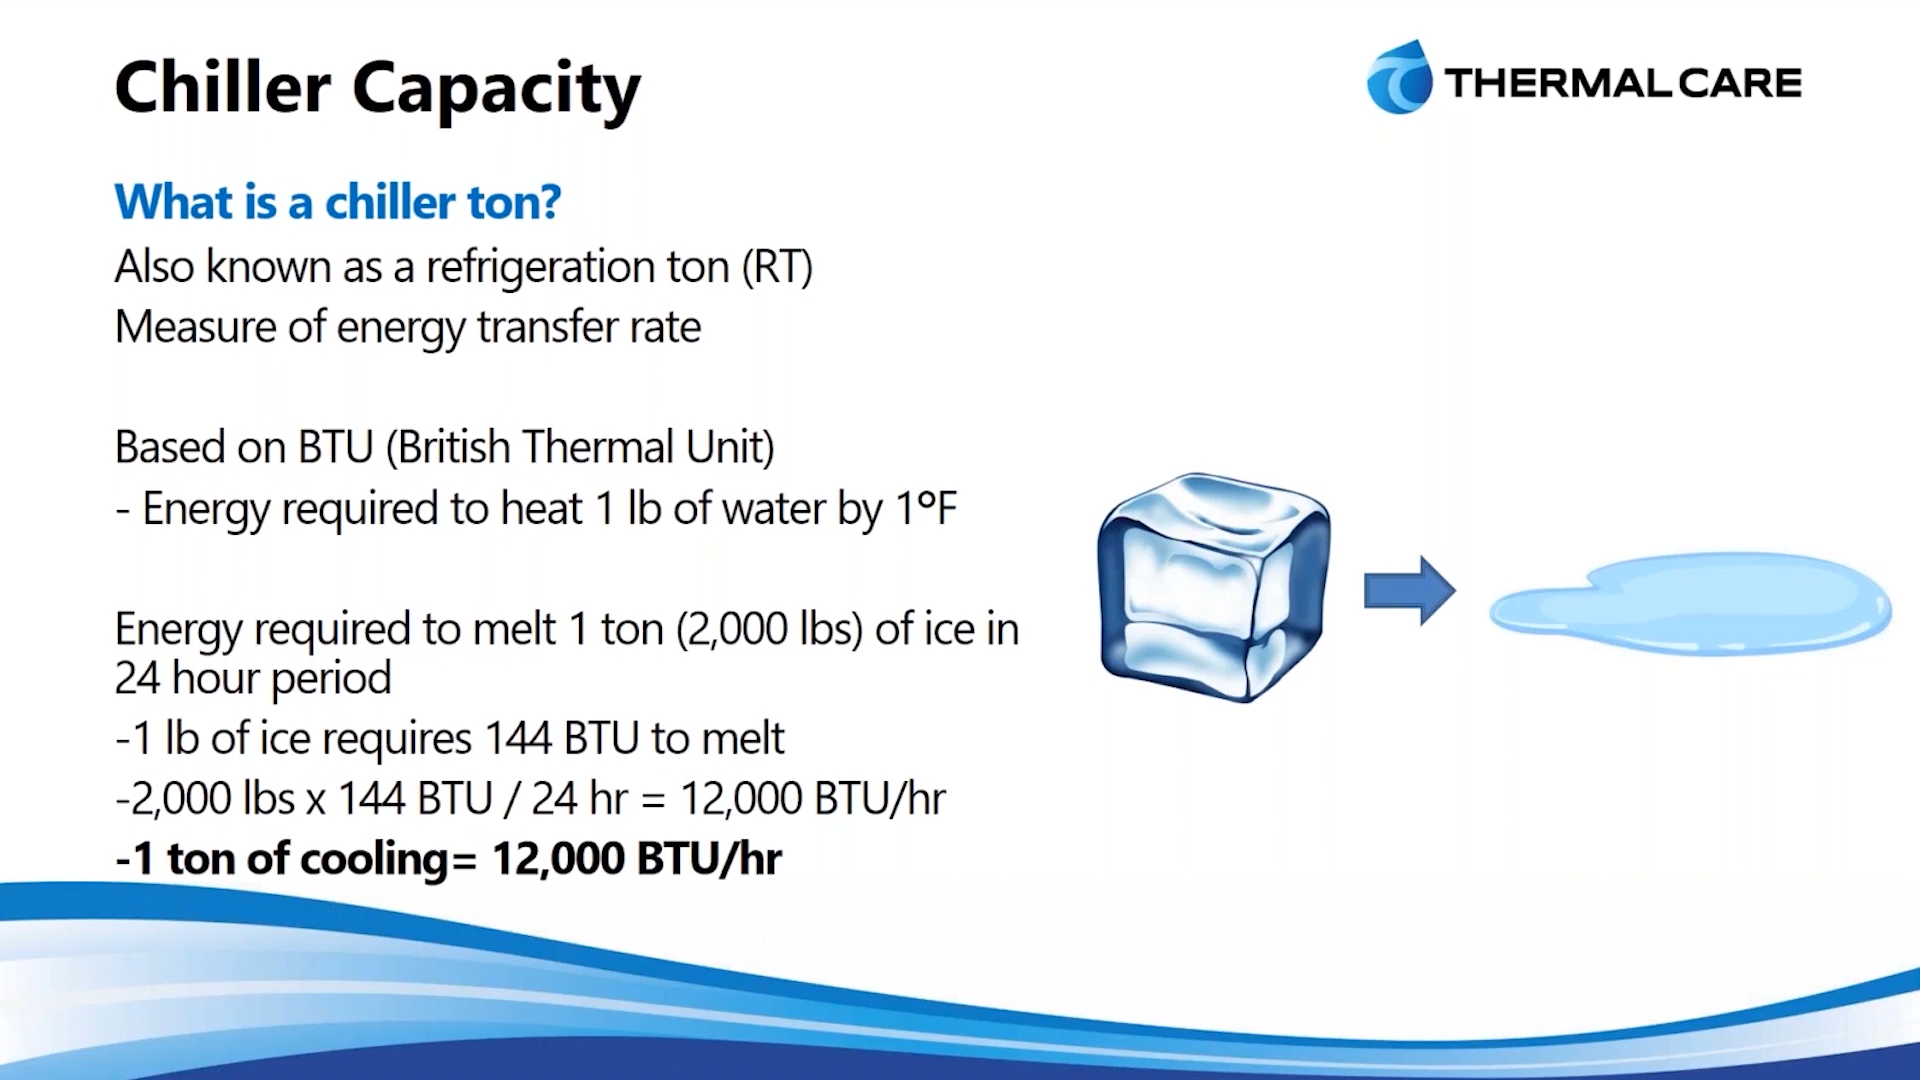 Chiller Capacity
THERMAL CARE
What is a chiller ton?
Also known as a refrigeration ton (RT)
Measure of energy transfer rate
Based on BTU (British Thermal Unit)
- Energy required to heat 1 lb of water by 1ºF
Energy required to melt 1 ton (2,000 lbs) of ice in
24 hour period
-1 lb of ice requires 144 BTU to melt
-2,000 lbs x 144 BTU / 24 hr = 12,000 BTU/hr
-1 ton of cooling= 12,000 BTU/hr